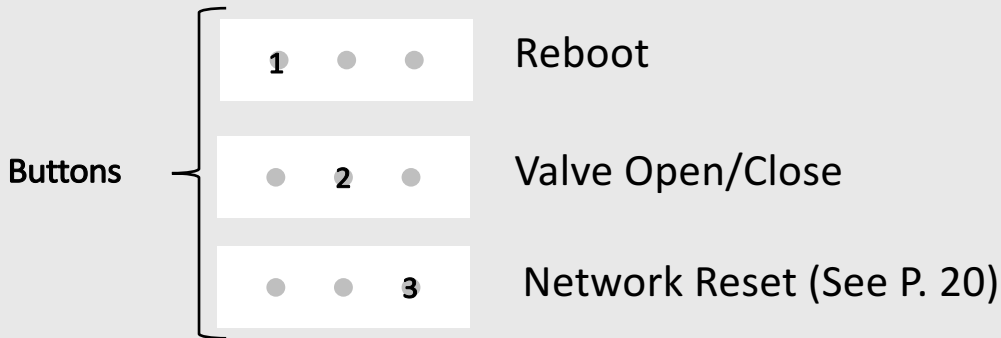 1 Reboot
Buttons
2 Valve Open/Close
3 Network Reset (See P. 20)